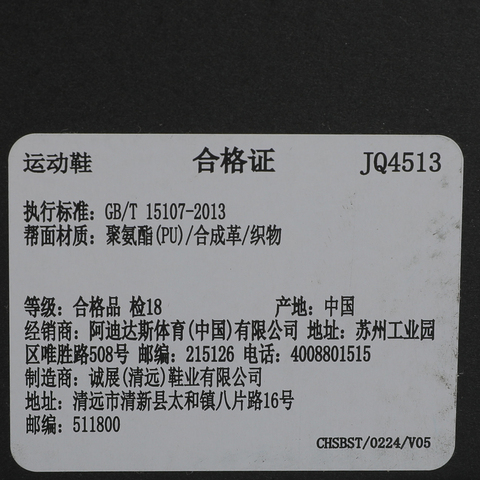 运动鞋 合格证 JQ4513
执行标准: GB/T 15107-2013
帮面材质: 聚氨酯(PU)/合成革/织物
等级: 合格品 检18 产地: 中国
经销商: 阿迪达斯体育(中国)有限公司 地址: 苏州工业园
区唯胜路508号 邮编: 215126 电话: 4008801515
制造商: 诚展(清远)鞋业有限公司
地址: 清远市清新县太和镇八片路16号
邮编: 511800
CHSBST/0224/V05